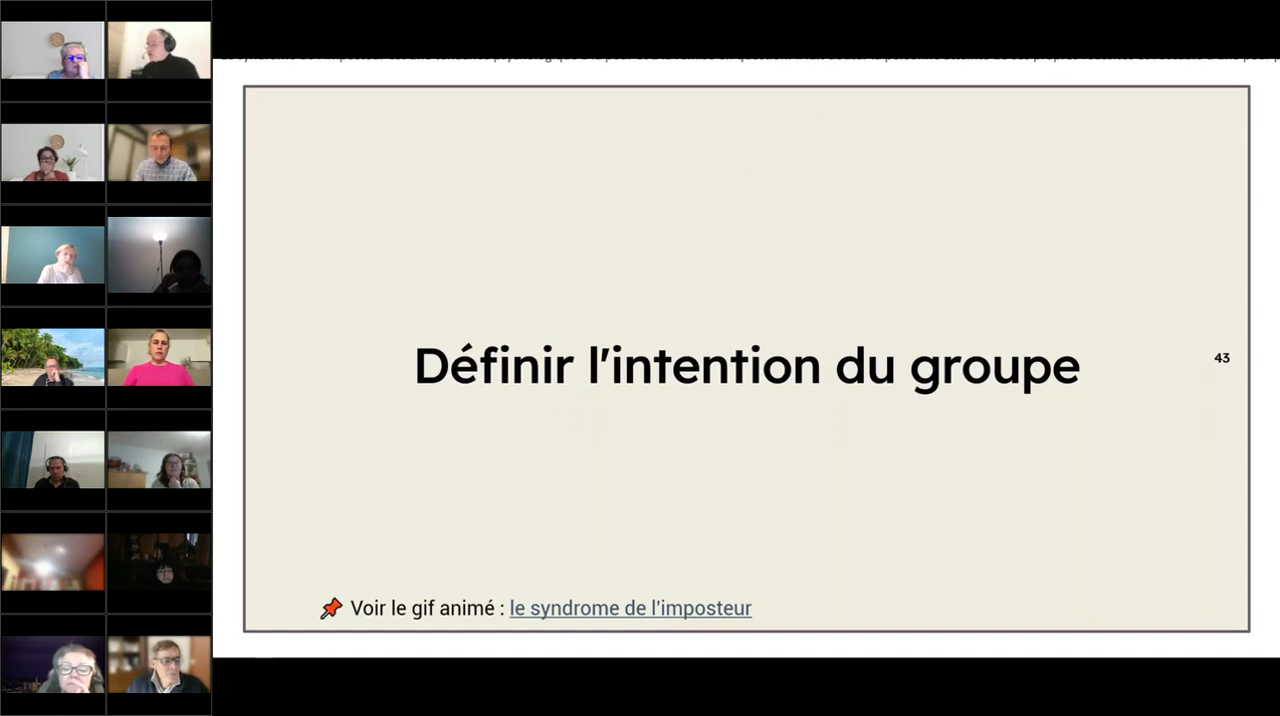 Définir l'intention du groupe
43
📌 Voir le gif animé : le syndrome de l'imposteur